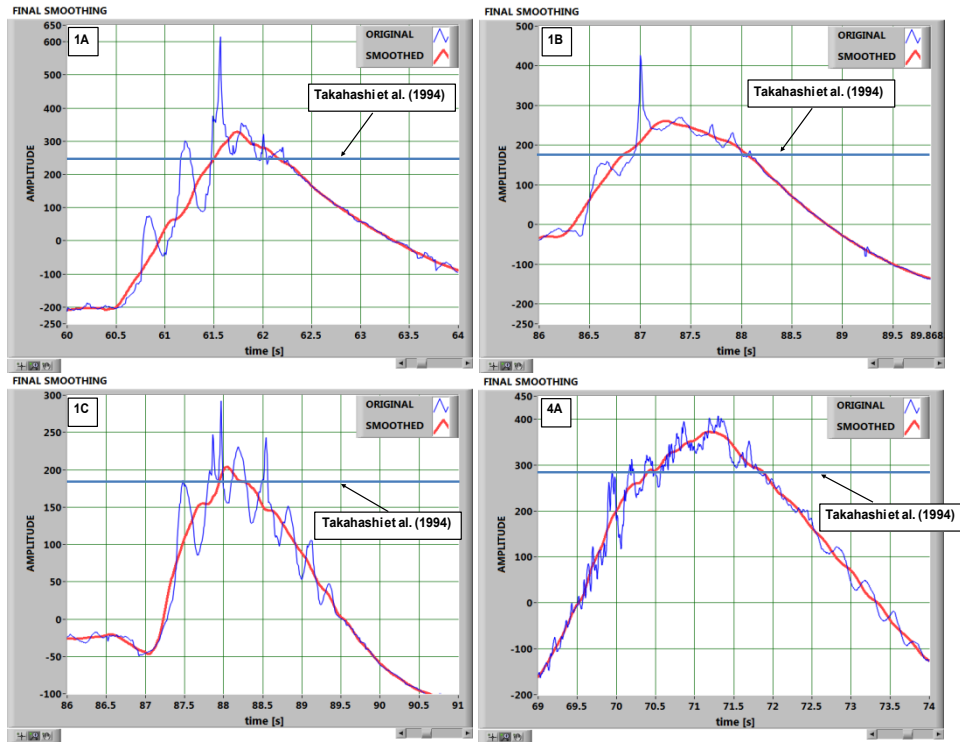 FINAL SMOOTHING
1A
ORIGINAL
SMOOTHED
Takahashi et al. (1994)
AMPLITUDE
650
600
500
400
300
200
100
0
-100
-200
-250
60 60.5 61 61.5 62 62.5 63 63.5 64
time [s]
FINAL SMOOTHING
1B
ORIGINAL
SMOOTHED
Takahashi et al. (1994)
AMPLITUDE
500
400
300
200
100
0
-100
-200
-250
86 86.5 87 87.5 88 88.5 89 89.5 89.868
time [s]
FINAL SMOOTHING
1C
ORIGINAL
SMOOTHED
Takahashi et al. (1994)
AMPLITUDE
300
250
200
150
100
50
0
-50
-100
86 86.5 87 87.5 88 88.5 89 89.5 90 90.5 91
time [s]
FINAL SMOOTHING
4A
ORIGINAL
SMOOTHED
Takahashi et al. (1994)
AMPLITUDE
450
400
300
200
100
0
-100
-200
69 69.5 70 70.5 71 71.5 72 72.5 73 73.5 74
time [s]